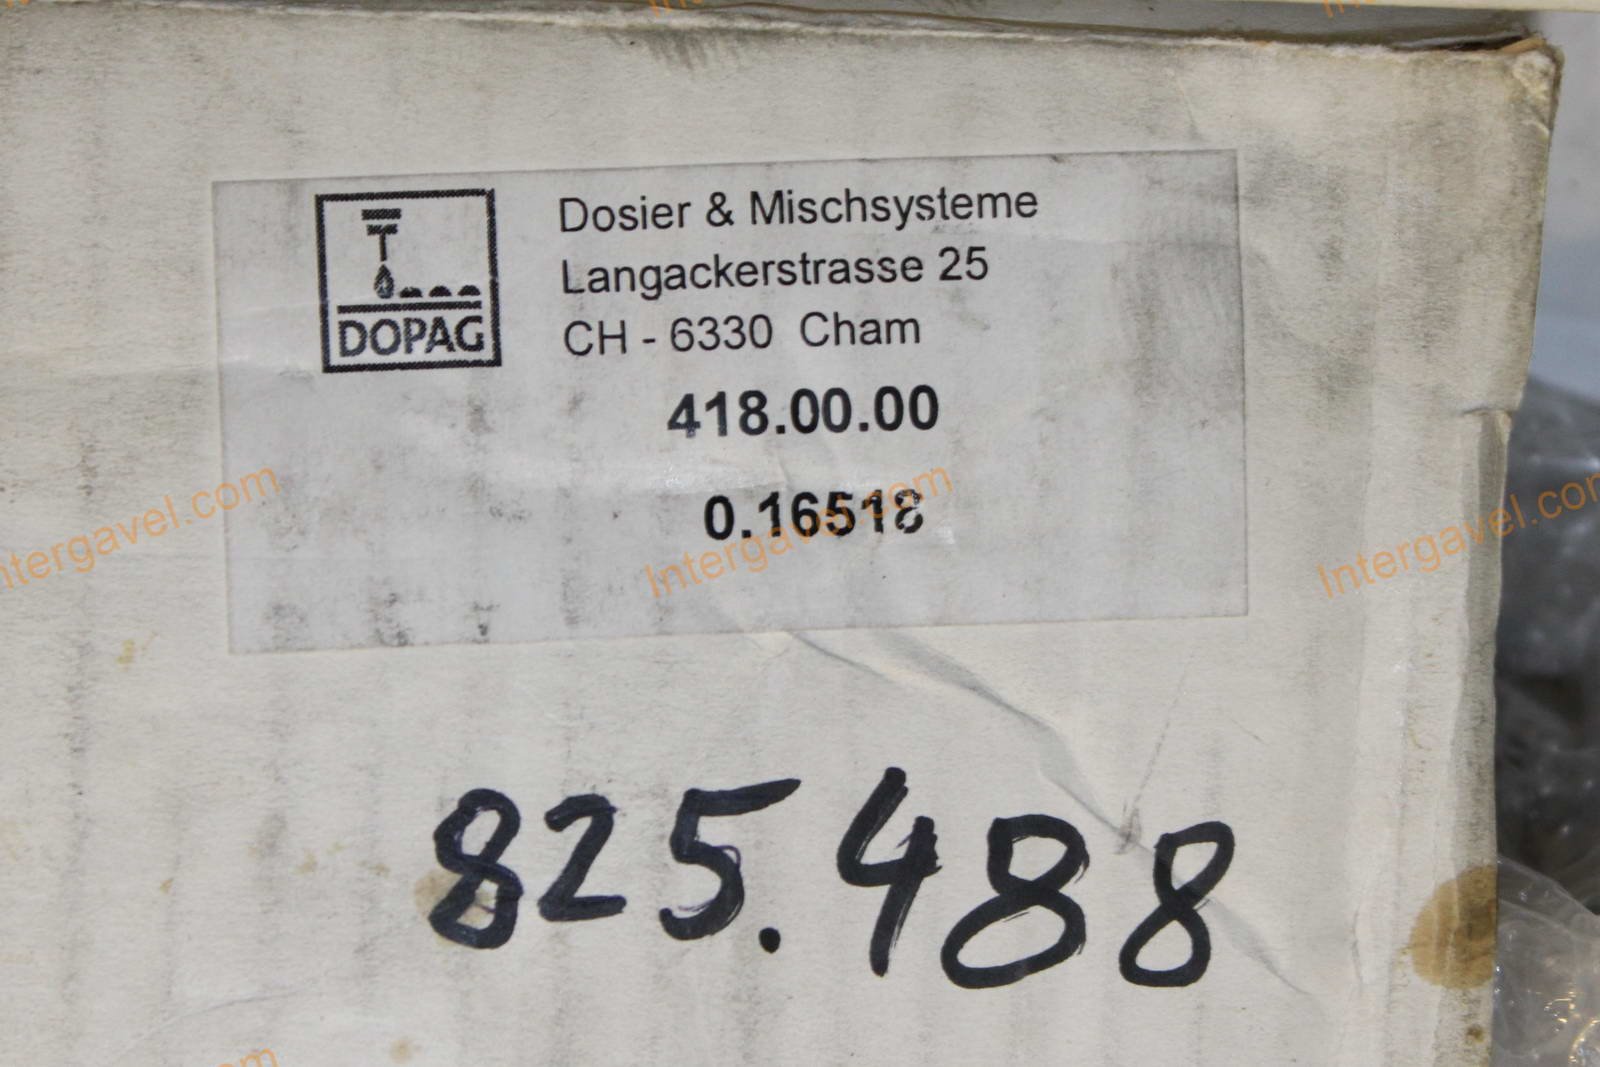 DOPAG
Dosier & Mischsysteme
Langackerstrasse 25
CH - 6330 Cham
418.00.00
0.16518
825.488
Intergavel.com
Intergavel.com
Intergavel.com